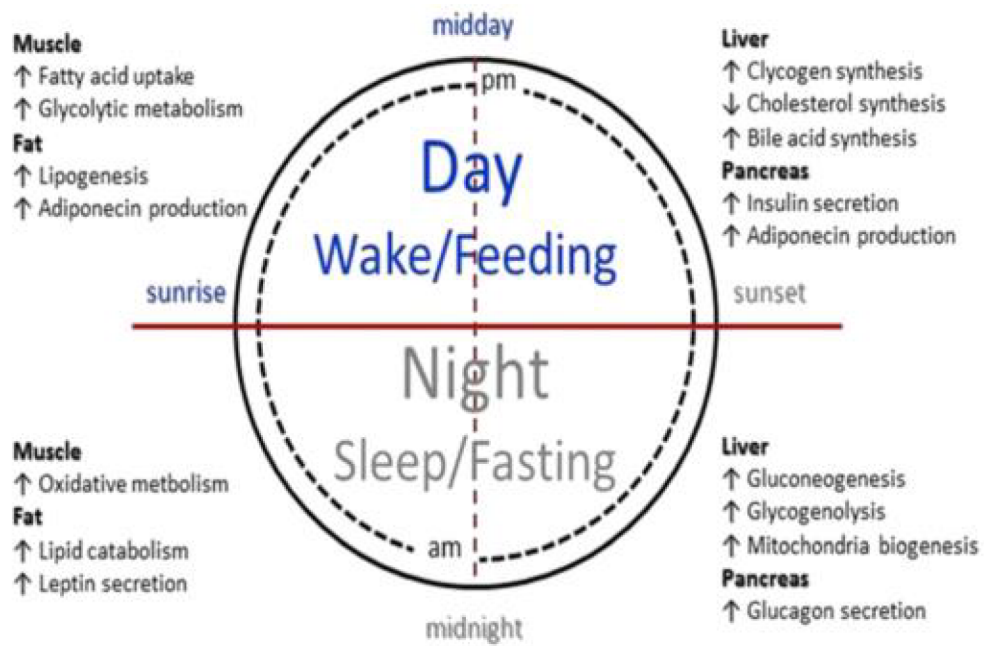 midday
Muscle
↑ Fatty acid uptake
↑ Glycolytic metabolism
Fat
↑ Lipogenesis
↑ Adiponecin production
Liver
↑ Clycogen synthesis
↓ Cholesterol synthesis
↑ Bile acid synthesis
Pancreas
↑ Insulin secretion
↑ Adiponecin production
pm
Day
Wake/Feeding
sunrise
sunset
Night
Sleep/Fasting
am
Muscle
↑ Oxidative metbolism
Fat
↑ Lipid catabolism
↑ Leptin secretion
Liver
↑ Gluconeogenesis
↑ Glycogenolysis
↑ Mitochondria biogenesis
Pancreas
↑ Glucagon secretion
midnight